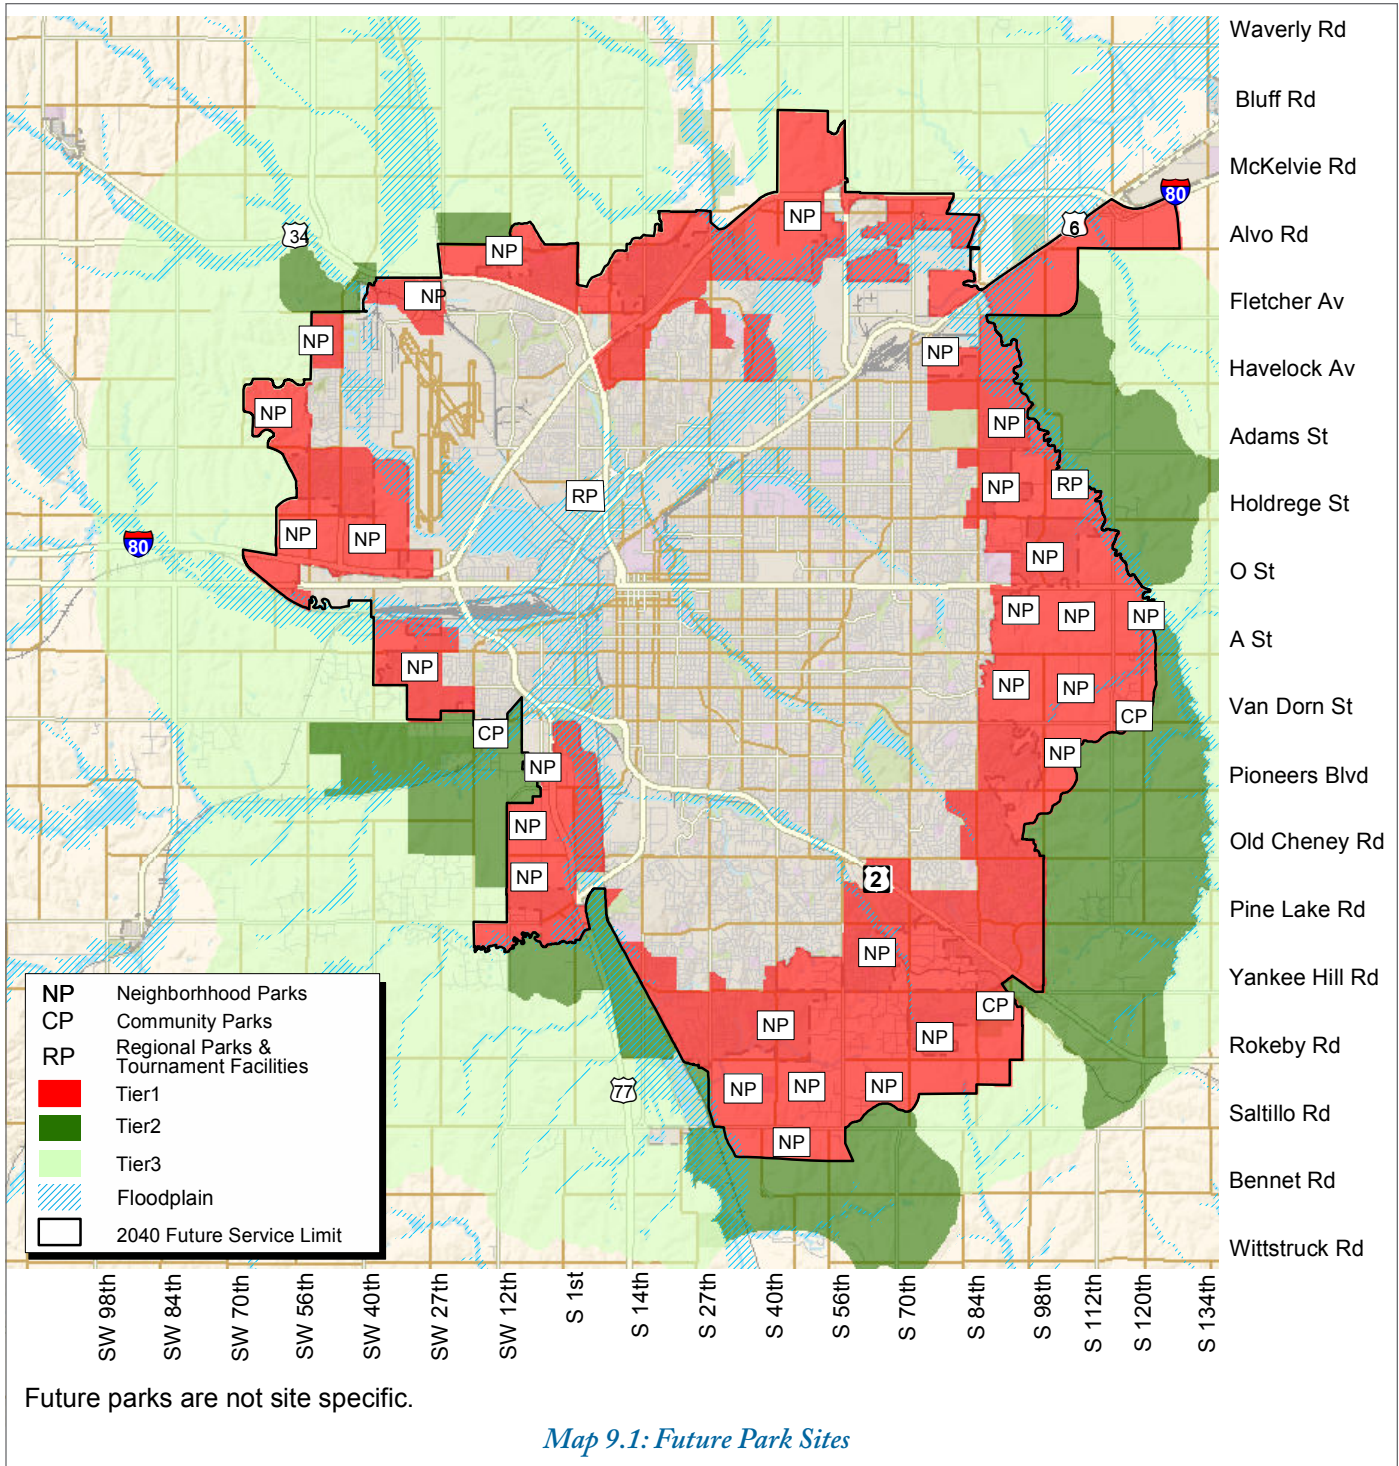 Waverly Rd
Bluff Rd
McKelvie Rd
80
NP
6
34
Alvo Rd
NP
NP
Fletcher Av
NP
NP
Havelock Av
NP
NP
Adams St
NP
RP
RP
Holdrege St
NP
NP
80
NP
O St
NP
NP
NP
A St
NP
NP
NP
Van Dorn St
CP
CP
NP
NP
Pioneers Blvd
NP
Old Cheney Rd
NP
2
Pine Lake Rd
NP
Yankee Hill Rd
CP
NP
NP
Rokeby Rd
77
NP
NP
NP
Saltillo Rd
NP
Bennet Rd
Wittstruck Rd
NP Neighborhhood Parks
CP Community Parks
RP Regional Parks &
Tournament Facilities
Tier1
Tier2
Tier3
Floodplain
2040 Future Service Limit
SW 98th
SW 84th
SW 70th
SW 56th
SW 40th
SW 27th
SW 12th
S 1st
S 14th
S 27th
S 40th
S 56th
S 70th
S 84th
S 98th
S 112th
S 120th
S 134th
Future parks are not site specific.
Map 9.1: Future Park Sites